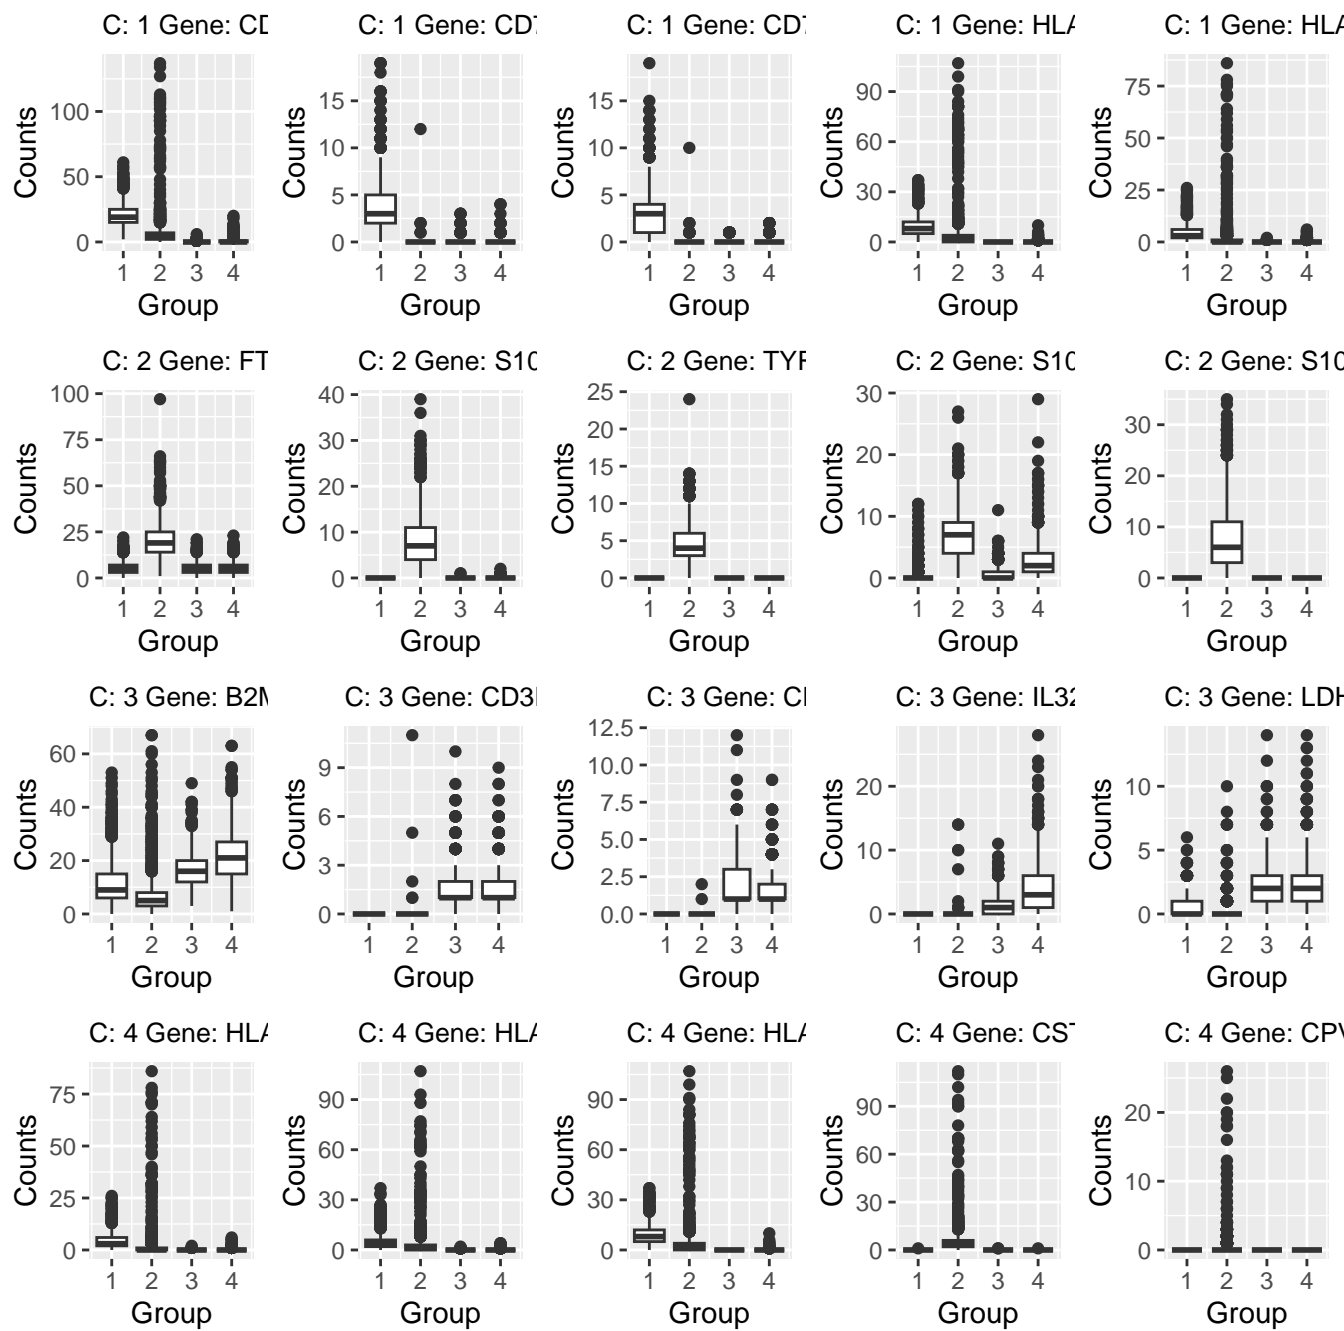 C: 1 Gene: CD
Counts
100
50
0
1 2 3 4
Group
C: 1 Gene: CD7
Counts
15
10
5
0
1 2 3 4
Group
C: 1 Gene: CD7
Counts
15
10
5
0
1 2 3 4
Group
C: 1 Gene: HLA
Counts
90
60
30
0
1 2 3 4
Group
C: 1 Gene: HLA
Counts
75
50
25
0
1 2 3 4
Group
C: 2 Gene: FT
Counts
100
75
50
25
0
1 2 3 4
Group
C: 2 Gene: S10
Counts
40
30
20
10
0
1 2 3 4
Group
C: 2 Gene: TYR
Counts
25
20
15
10
5
0
1 2 3 4
Group
C: 2 Gene: S10
Counts
30
20
10
0
1 2 3 4
Group
C: 2 Gene: S10
Counts
30
20
10
0
1 2 3 4
Group
C: 3 Gene: B2M
Counts
60
40
20
0
1 2 3 4
Group
C: 3 Gene: CD3
Counts
9
6
3
0
1 2 3 4
Group
C: 3 Gene: C
Counts
12.5
10.0
7.5
5.0
2.5
0.0
1 2 3 4
Group
C: 3 Gene: IL32
Counts
20
10
0
1 2 3 4
Group
C: 3 Gene: LDH
Counts
10
5
0
1 2 3 4
Group
C: 4 Gene: HLA
Counts
75
50
25
0
1 2 3 4
Group
C: 4 Gene: HLA
Counts
90
60
30
0
1 2 3 4
Group
C: 4 Gene: HLA
Counts
90
60
30
0
1 2 3 4
Group
C: 4 Gene: CST
Counts
90
60
30
0
1 2 3 4
Group
C: 4 Gene: CPV
Counts
20
10
0
1 2 3 4
Group